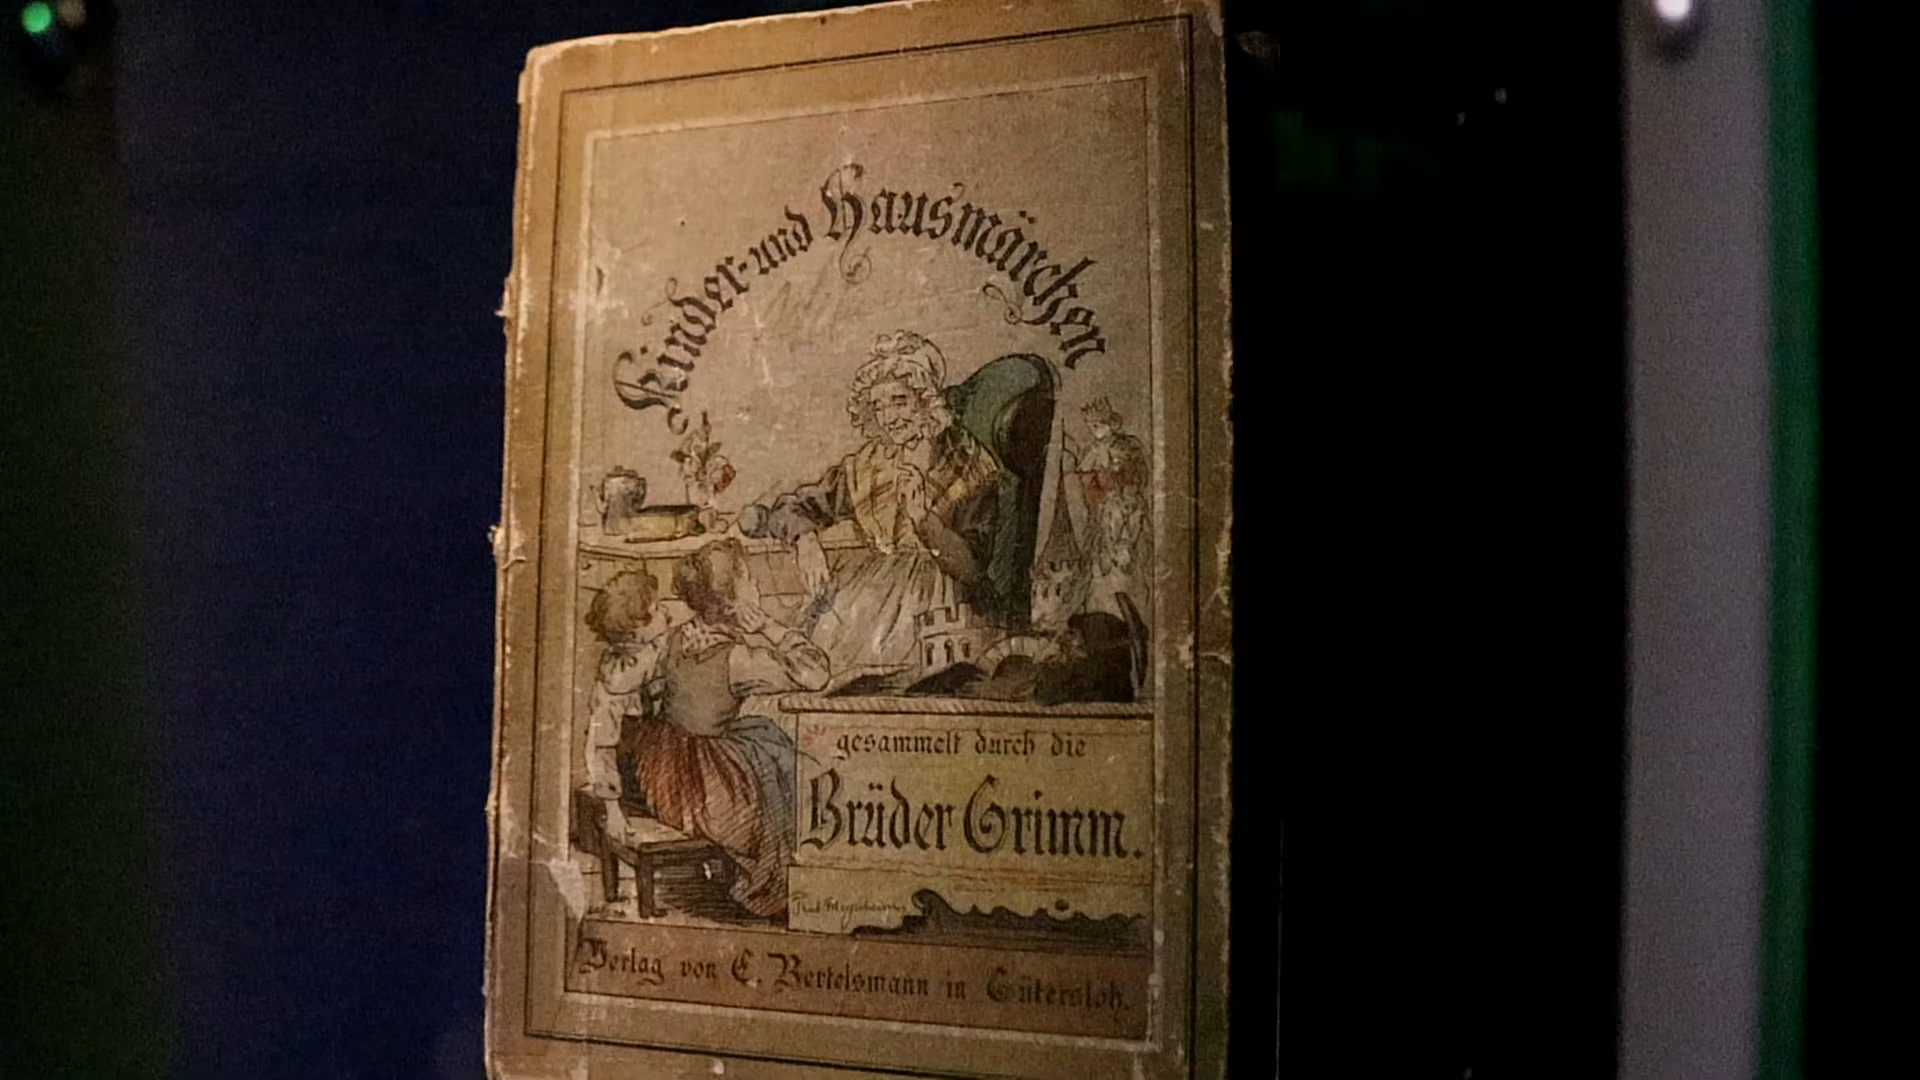 Kinder- und Hausmärchen
gesammelt durch die
Brüder Grimm.
Verlag von C. Bertelsmann in Gütersloh.